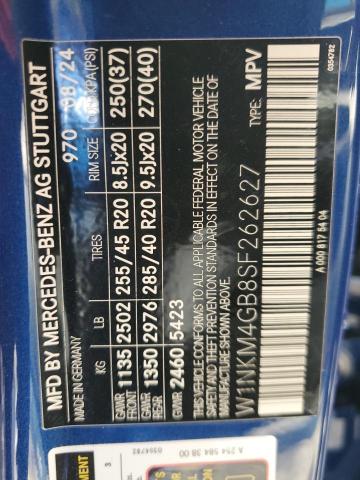 MFD BY MERCEDES-BENZ AG STUTTGART
MADE IN GERMANY 970 08/24
KG LB TIRES RIM SIZE COLD KPA(PSI)
GAWR FRONT 1135 2502 255/45 R20 8.5Jx20 250(37)
GAWR REAR 1350 2976 285/40 R20 9.5Jx20 270(40)
GVWR 2460 5423
THIS VEHICLE CONFORMS TO ALL APPLICABLE FEDERAL MOTOR VEHICLE
SAFETY AND THEFT PREVENTION STANDARDS IN EFFECT ON THE DATE OF
MANUFACTURE SHOWN ABOVE.
W1NKM4GB8SF262627 TYPE: MPV
A 000 817 54 04
0354782
A 254 584 38 00
0354782
3